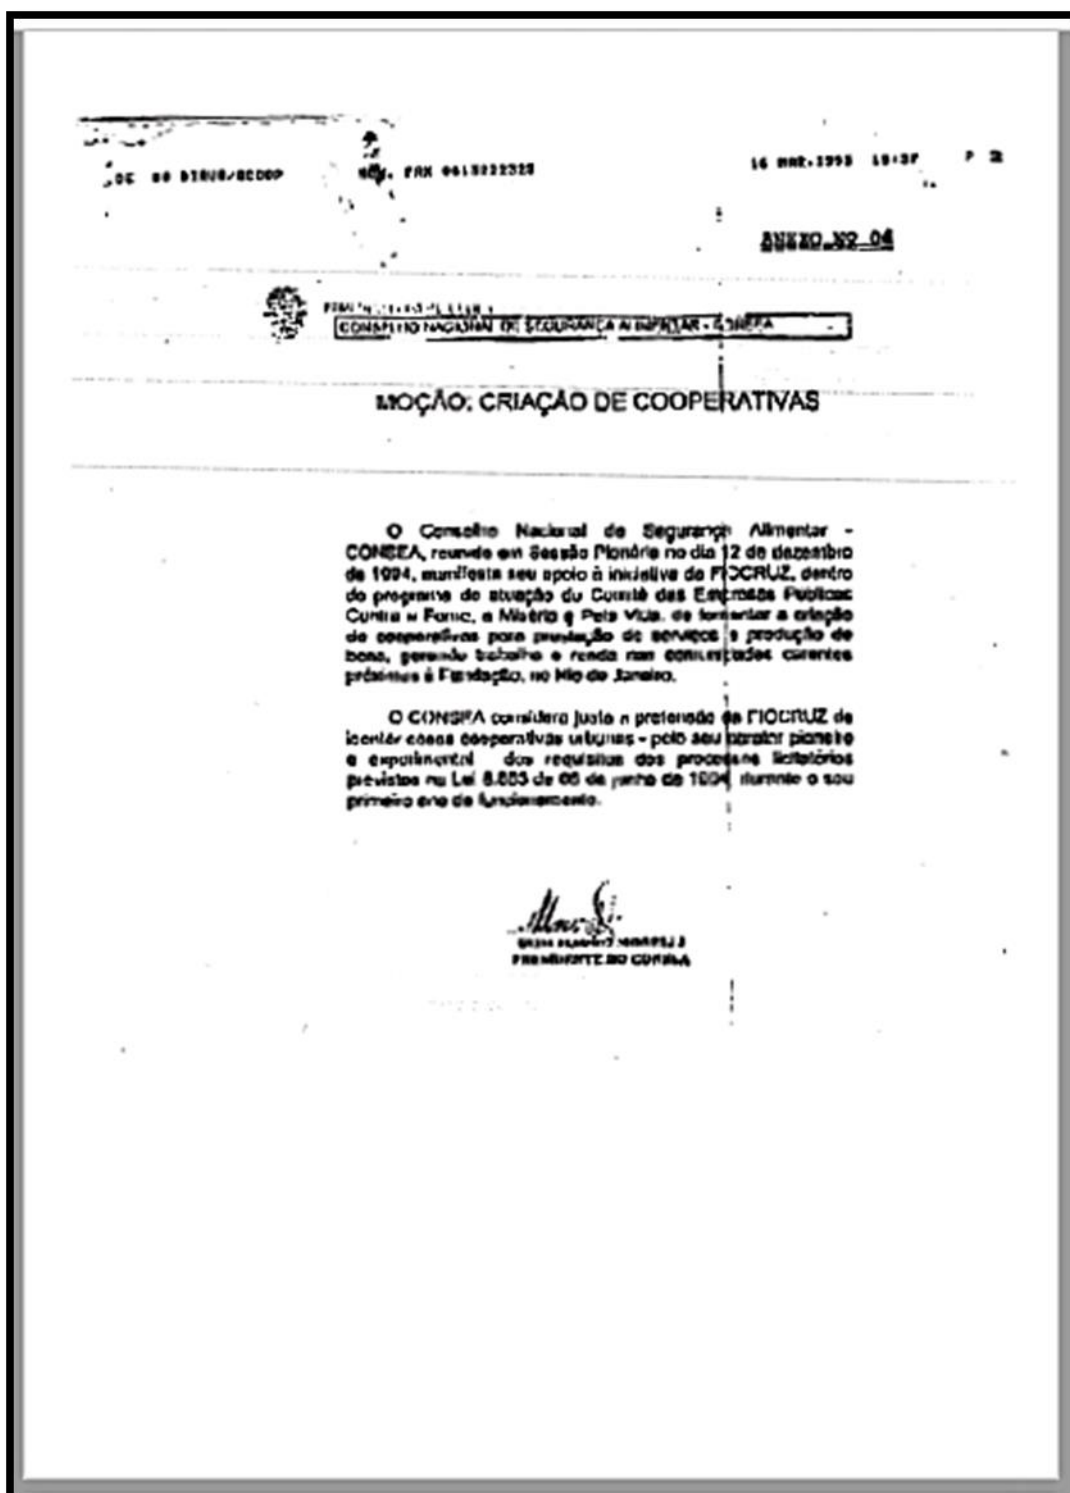 FAX 0613222323 16 MAR.1995 P 2
ANEXO Nº 04
CONSELHO NACIONAL DE SEGURANÇA ALIMENTAR - CONSEA
MOÇÃO: CRIAÇÃO DE COOPERATIVAS
O Conselho Nacional de Segurança Alimentar -
CONSEA, reunido em Sessão Plenária no dia 12 de dezembro
de 1994, manifesta seu apoio à iniciativa da FIOCRUZ, dentro
do programa de atuação do Comitê das Empresas Públicas
Contra a Fome, a Miséria e Pela Vida, de fomentar a criação
de cooperativas para prestação de serviços e produção de
bens, gerando trabalho e renda nas comunidades carentes
próximas à Fundação, no Rio de Janeiro.
O CONSEA considera justa a pretensão da FIOCRUZ de
isentar essas cooperativas urbanas - pelo seu caráter pioneiro
e experimental dos requisitos dos processos licitatórios
previstos na Lei 8.883 de 08 de junho de 1994, durante o seu
primeiro ano de funcionamento.
PRESIDENTE DO CONSEA